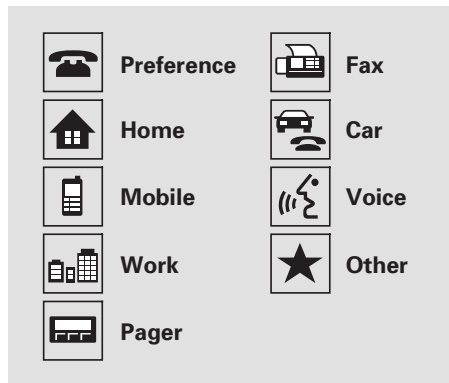 Preference
Home
Mobile
Work
Pager
Fax
Car
Voice
Other